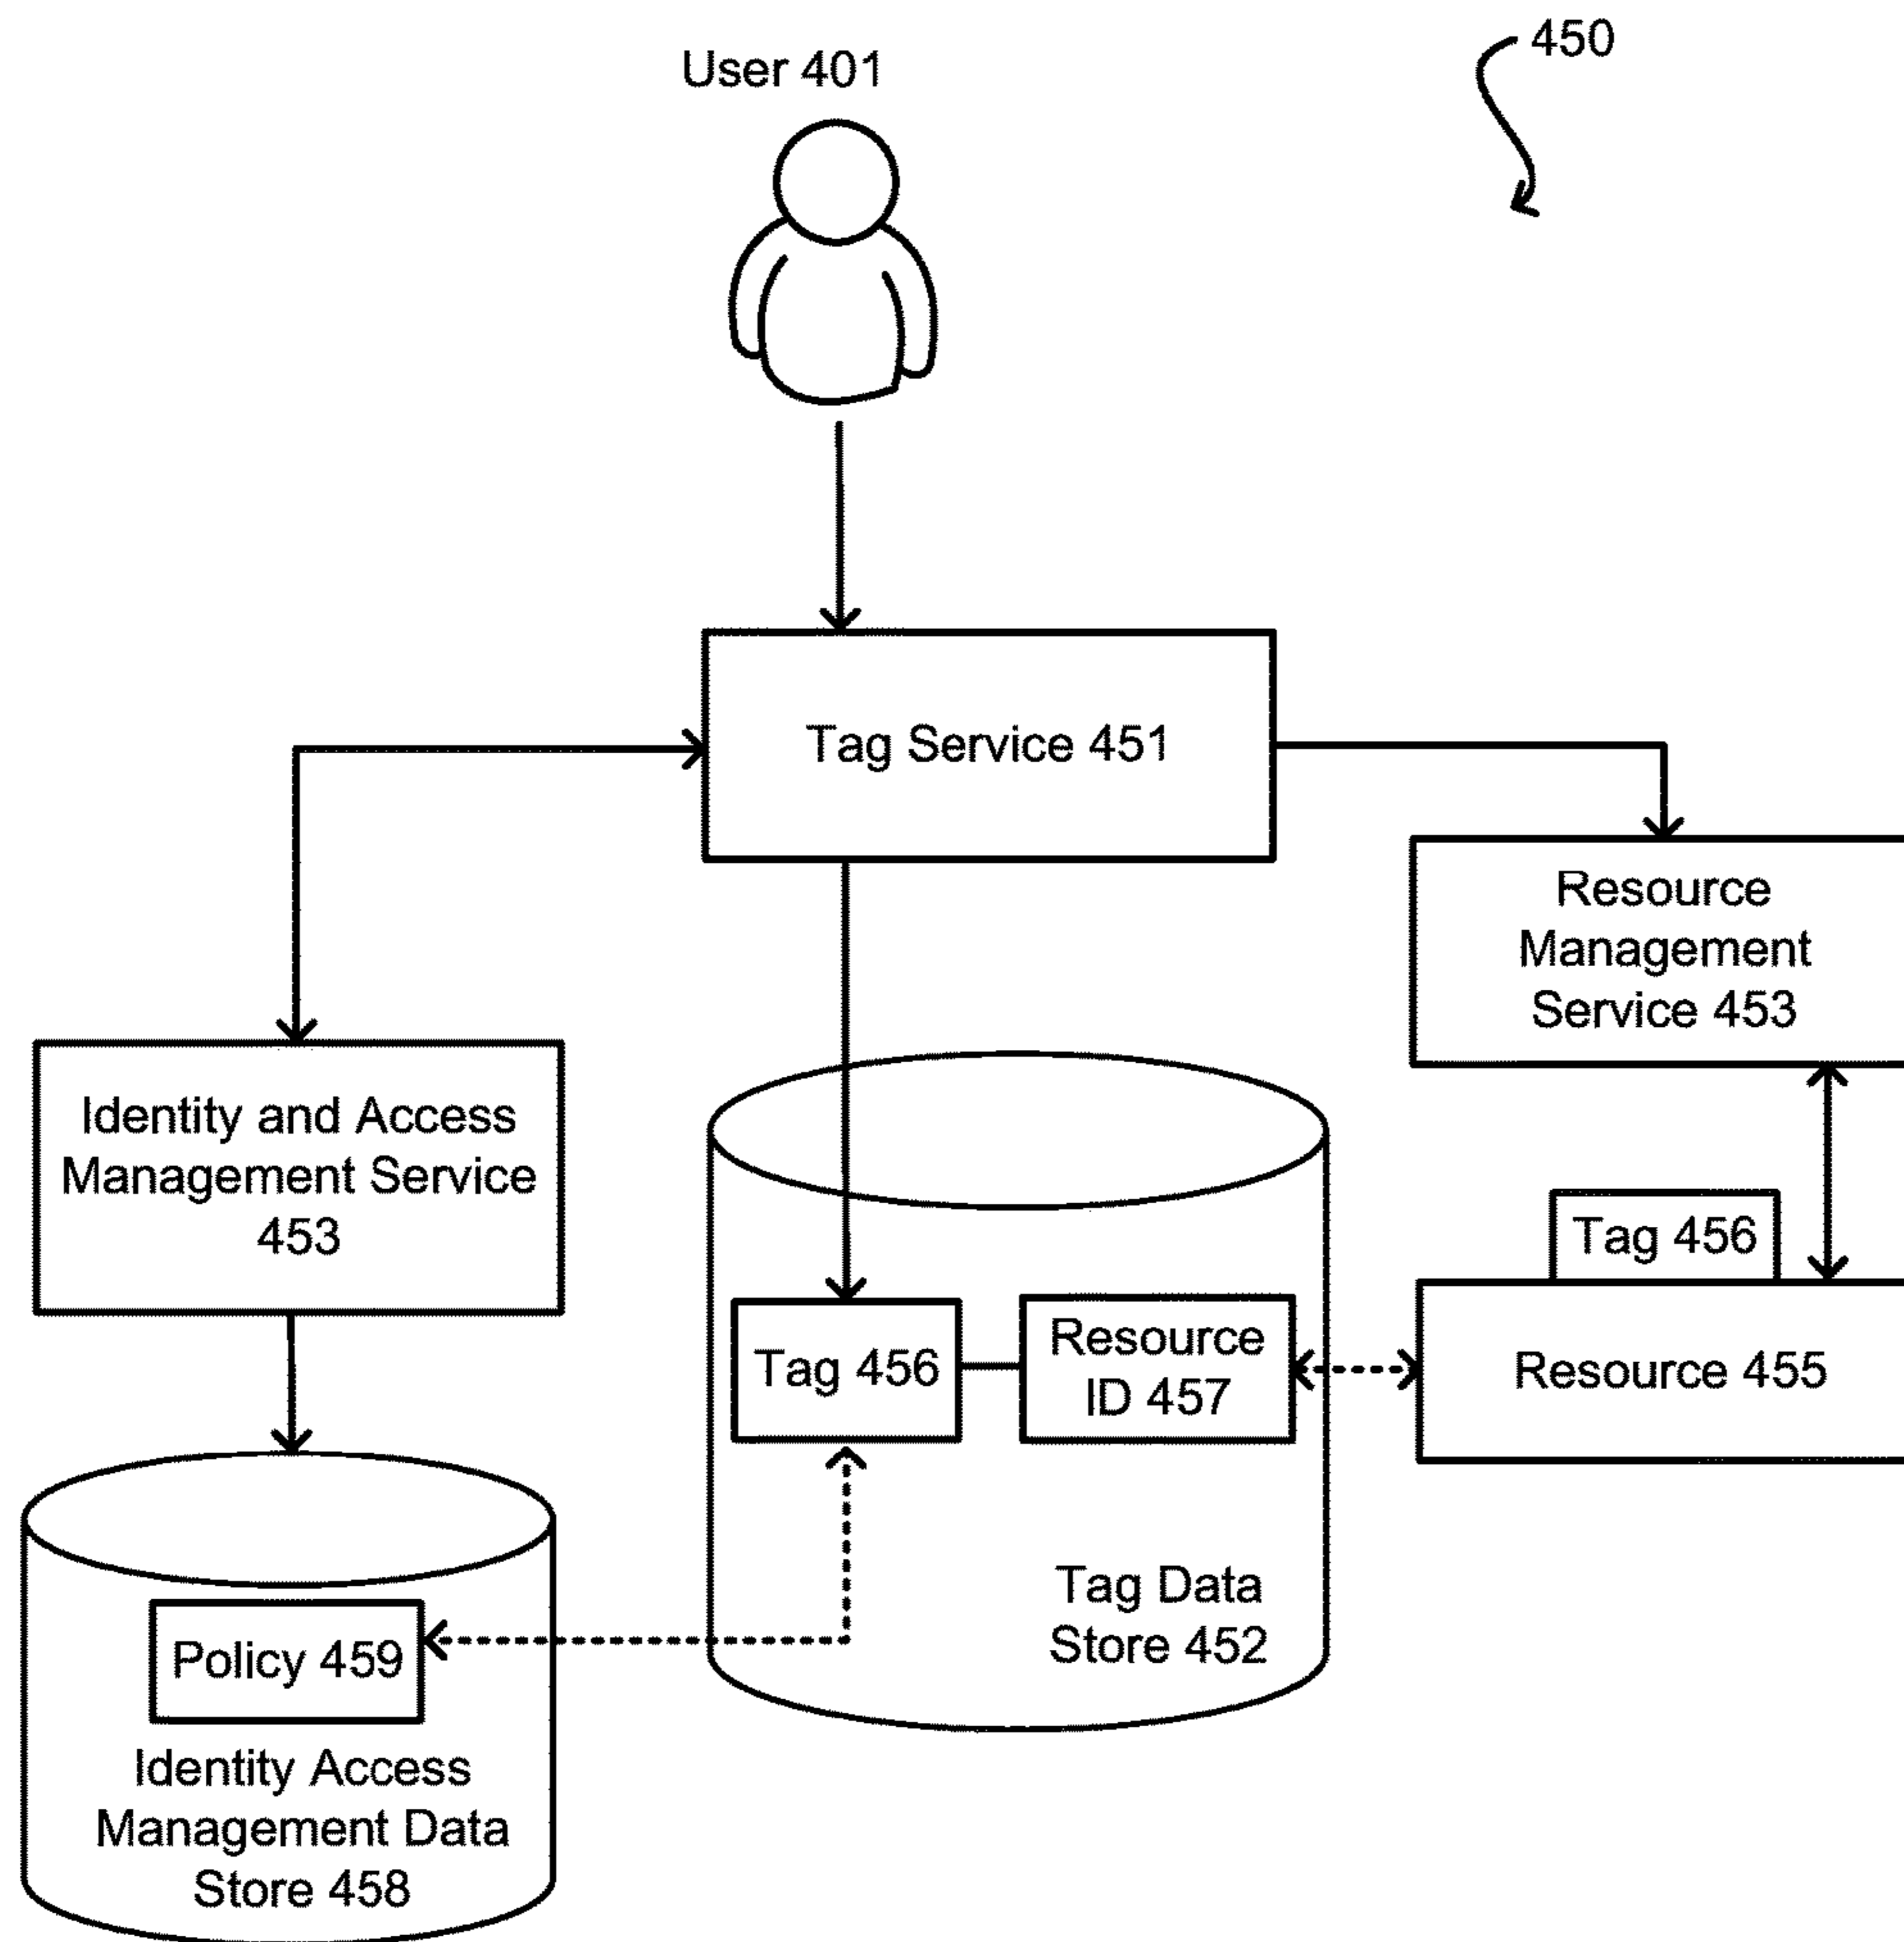 450
User 401
Tag Service 451
Resource
Management
Service 453
Identity and Access
Management Service
453
Tag 456
Tag 456
Resource
ID 457
Resource 455
Tag Data
Store 452
Policy 459
Identity Access
Management Data
Store 458